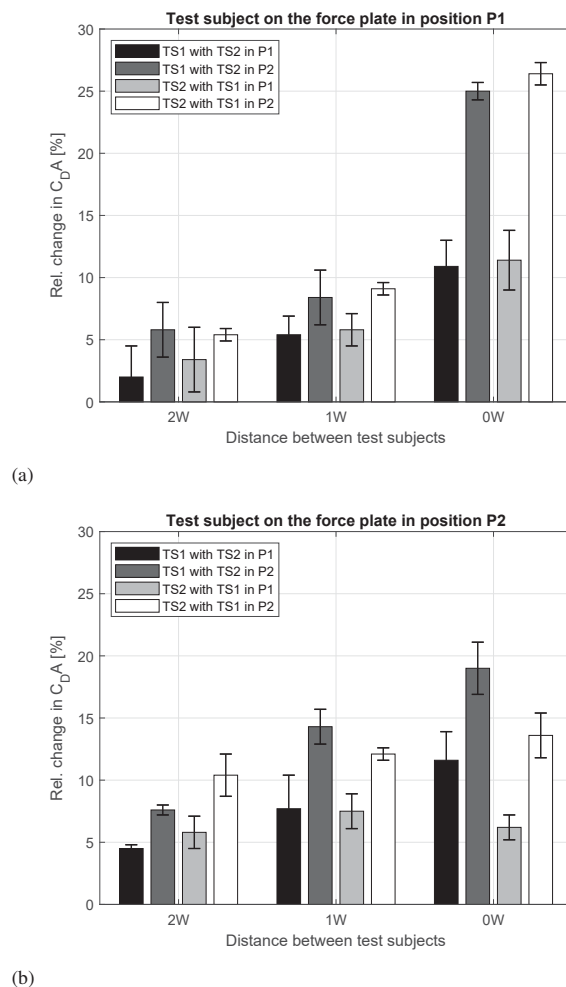 Test subject on the force plate in position P1
TS1 with TS2 in P1
TS1 with TS2 in P2
TS2 with TS1 in P1
TS2 with TS1 in P2
Rel. change in C_DA [%]
30
25
20
15
10
5
0
2W 1W 0W
Distance between test subjects
(a)
Test subject on the force plate in position P2
TS1 with TS2 in P1
TS1 with TS2 in P2
TS2 with TS1 in P1
TS2 with TS1 in P2
Rel. change in C_DA [%]
30
25
20
15
10
5
0
2W 1W 0W
Distance between test subjects
(b)